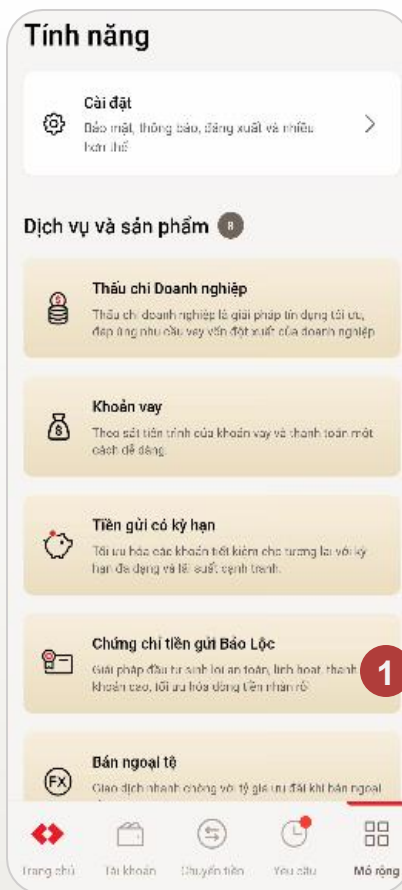 Tính năng
Cài đặt
Bảo mật, thông báo, đăng xuất và nhiều
hơn thế
Dịch vụ và sản phẩm 8
Thấu chi Doanh nghiệp
Thấu chi doanh nghiệp là giải pháp tín dụng tối ưu,
đáp ứng nhu cầu vay vốn đột xuất của doanh nghiệp
Khoản vay
Theo sát tiến trình của khoản vay và thanh toán một
cách dễ dàng.
Tiền gửi có kỳ hạn
Tối ưu hóa các khoản tiết kiệm cho tương lai với kỳ
hạn đa dạng và lãi suất cạnh tranh.
Chứng chỉ tiền gửi Bảo Lộc
Giải pháp đầu tư sinh lời an toàn, linh hoạt, thanh
khoản cao, tối ưu hóa dòng tiền nhàn rỗi
1
Bán ngoại tệ
FX
Giao dịch nhanh chóng với tỷ giá ưu đãi khi bán ngoại
Trang chủ
Tài khoản
Chuyển tiền
Yêu cầu
Mở rộng